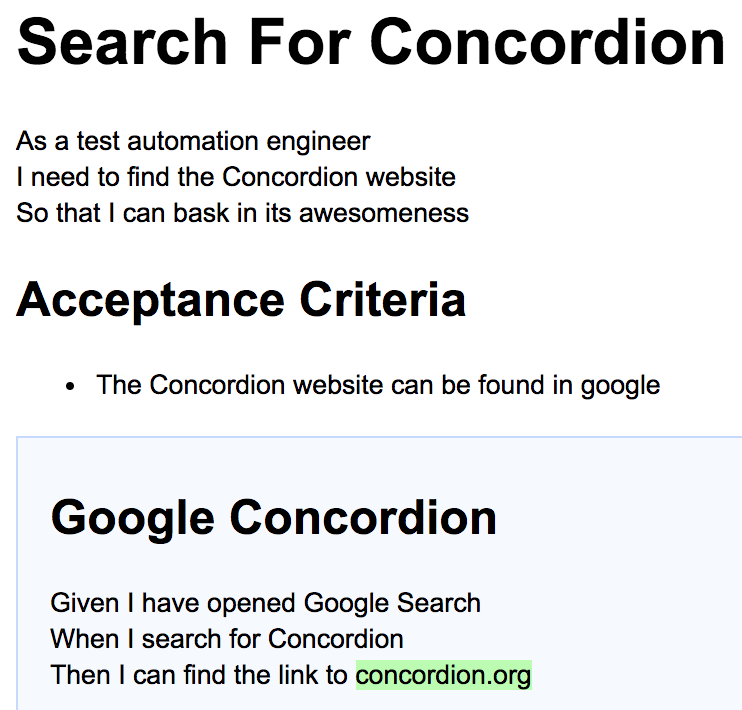 Search For Concordion
As a test automation engineer
I need to find the Concordion website
So that I can bask in its awesomeness
Acceptance Criteria
• The Concordion website can be found in google
Google Concordion
Given I have opened Google Search
When I search for Concordion
Then I can find the link to concordion.org